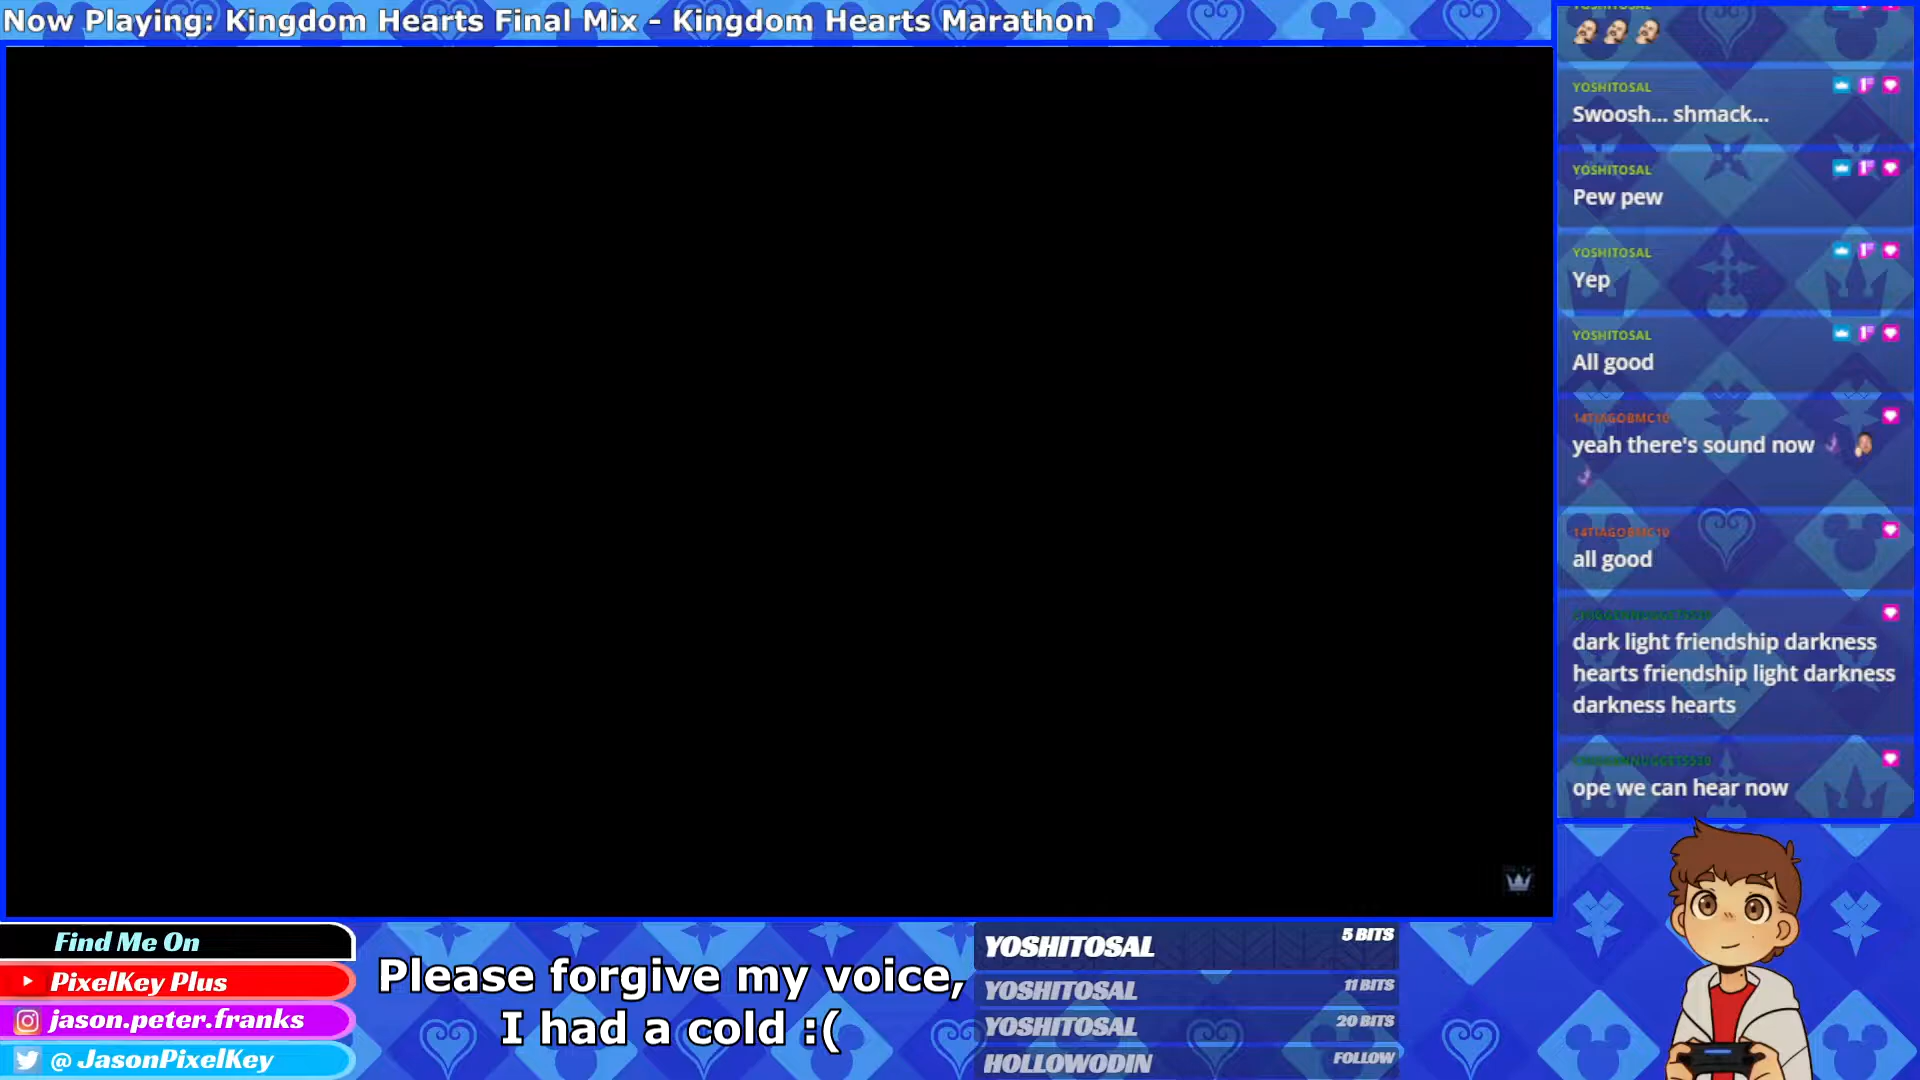 Now Playing: Kingdom Hearts Final Mix - Kingdom Hearts Marathon
YOSHITOSAL
YOSHITOSAL
Swoosh... shmack...
YOSHITOSAL
Pew pew
YOSHITOSAL
Yep
YOSHITOSAL
All good
14TIAGOBMC10
yeah there's sound now
14TIAGOBMC10
all good
dark light friendship darkness
hearts friendship light darkness
darkness hearts
ope we can hear now
Find Me On
PixelKey Plus
jason.peter.franks
@JasonPixelKey
Please forgive my voice,
I had a cold :(
YOSHITOSAL 5 BITS
YOSHITOSAL 11 BITS
YOSHITOSAL 20 BITS
HOLLOWODIN FOLLOW